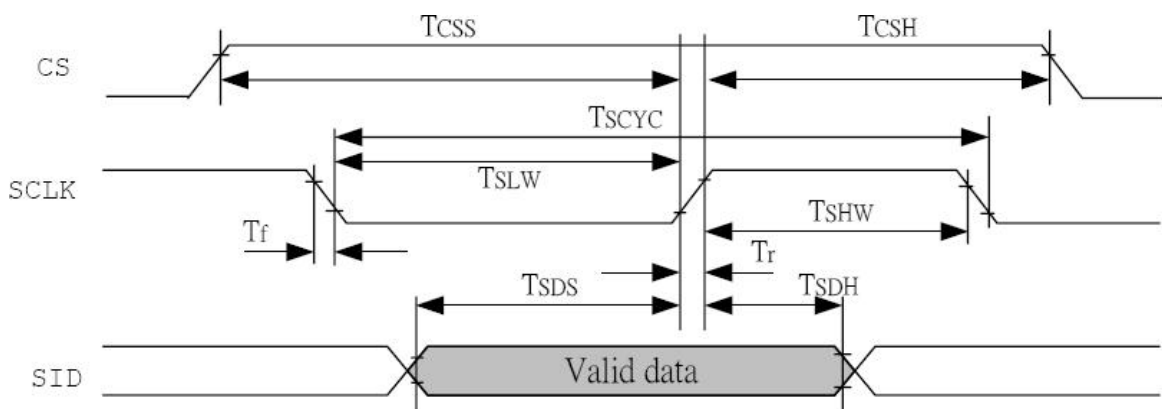 TCSS TCSH
CS
TSCYC
TSLW
SCLK
TSHW
Tf
Tr
TSDS TSDH
Valid data
SID